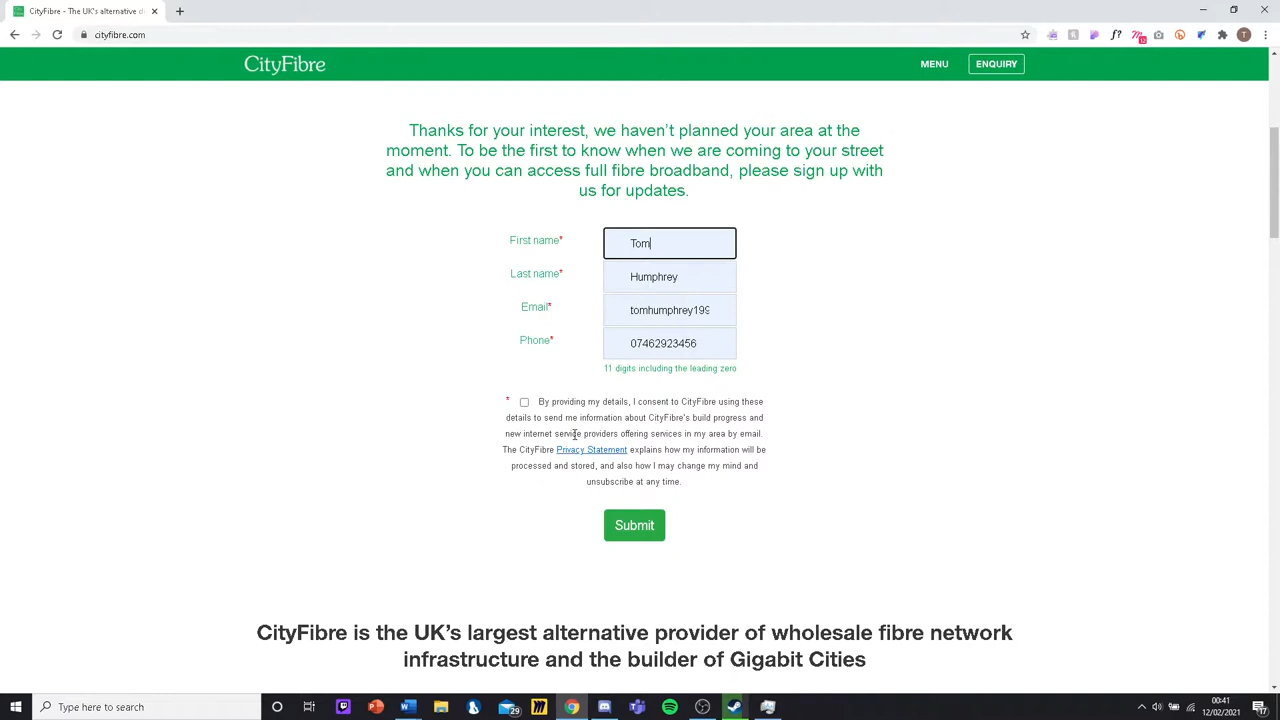 CityFibre - The UK's alternative di
cityfibre.com
CityFibre
MENU
ENQUIRY
Thanks for your interest, we haven't planned your area at the
moment. To be the first to know when we are coming to your street
and when you can access full fibre broadband, please sign up with
us for updates.
First name*
Tom
Last name*
Humphrey
Email*
tomhumphrey199
Phone*
07462923456
11 digits including the leading zero
* By providing my details, I consent to CityFibre using these
details to send me information about CityFibre's build progress and
new internet service providers offering services in my area by email.
The CityFibre Privacy Statement explains how my information will be
processed and stored, and also how I may change my mind and
unsubscribe at any time.
Submit
CityFibre is the UK's largest alternative provider of wholesale fibre network
infrastructure and the builder of Gigabit Cities
Type here to search
29
00:41
12/02/2021
17